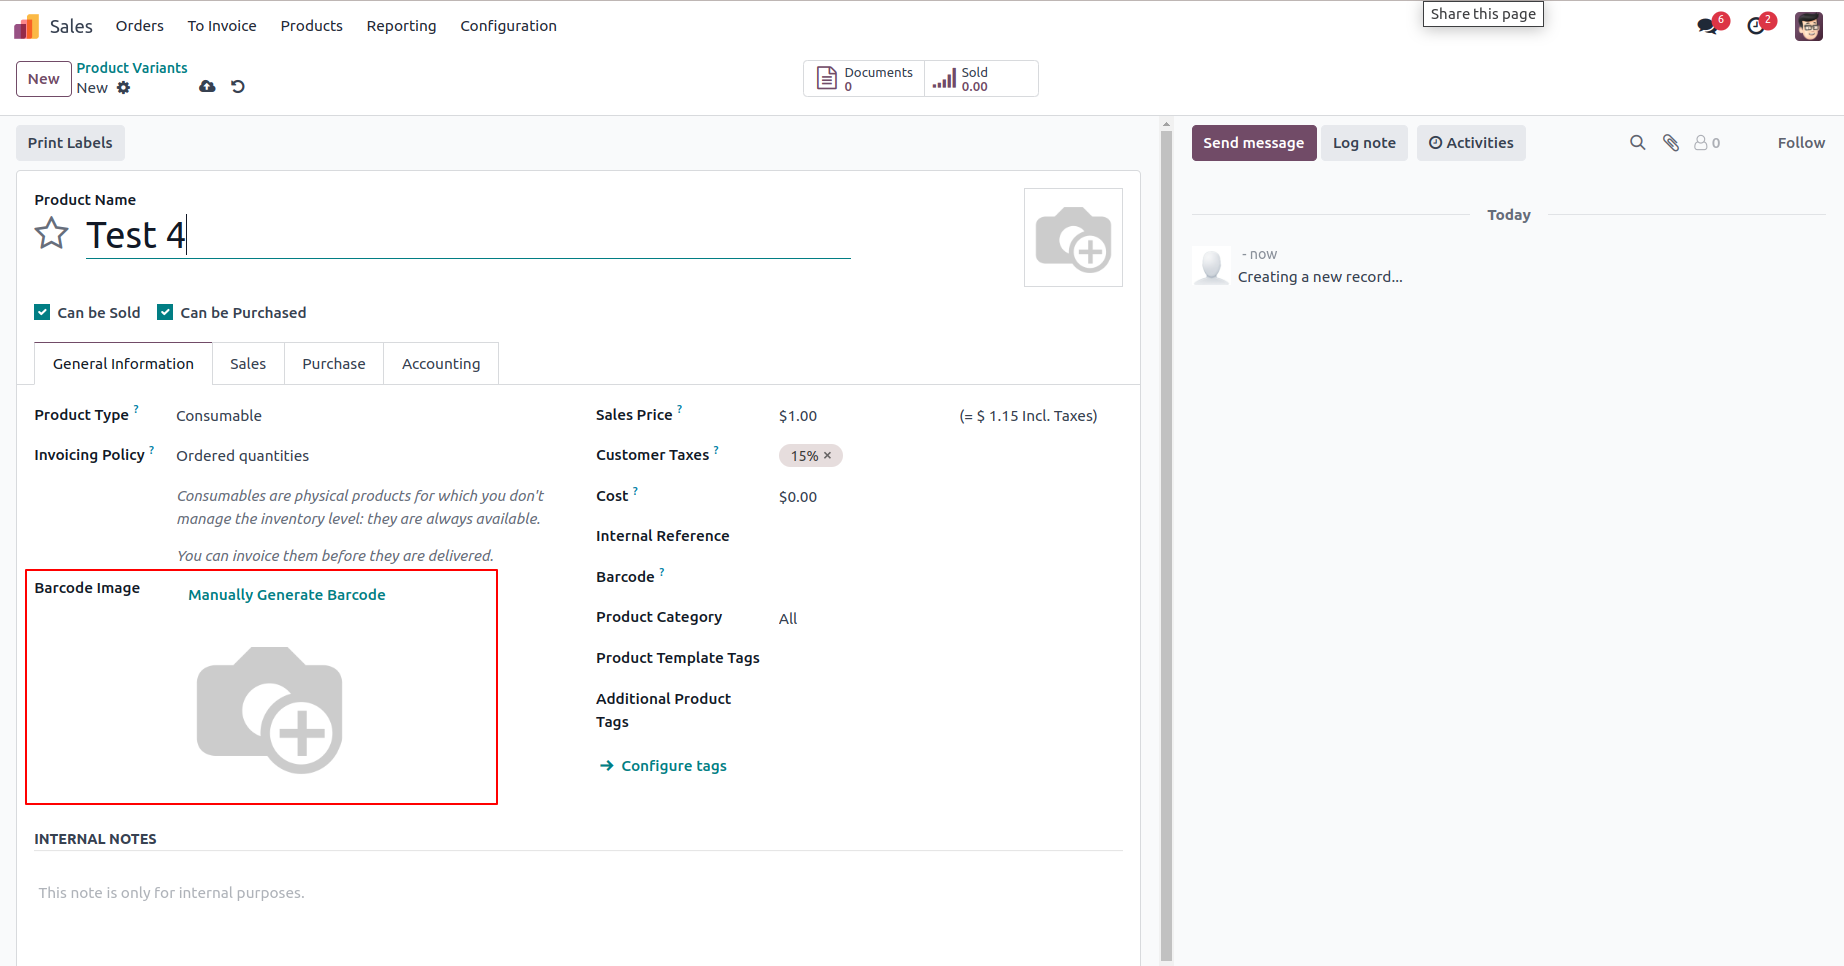 Sales Orders To Invoice Products Reporting Configuration
Share this page
6 2
New Product Variants
New
Documents
0
Sold
0.00
Print Labels
Send message Log note Activities 0 Follow
Product Name
Test 4
Can be Sold Can be Purchased
General Information Sales Purchase Accounting
Product Type ? Consumable
Invoicing Policy ? Ordered quantities
Consumables are physical products for which you don't
manage the inventory level: they are always available.
You can invoice them before they are delivered.
Barcode Image Manually Generate Barcode
Sales Price ? $1.00 (= $ 1.15 Incl. Taxes)
Customer Taxes ? 15% ×
Cost ? $0.00
Internal Reference
Barcode ?
Product Category All
Product Template Tags
Additional Product
Tags
→ Configure tags
INTERNAL NOTES
This note is only for internal purposes.
Today
- now
Creating a new record...